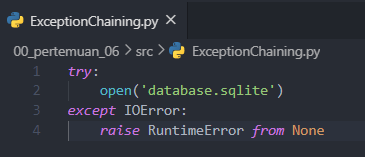 ExceptionChaining.py ×
00_pertemuan_06 > src > ExceptionChaining.py
1 try:
2     open('database.sqlite')
3 except IOError:
4     raise RuntimeError from None